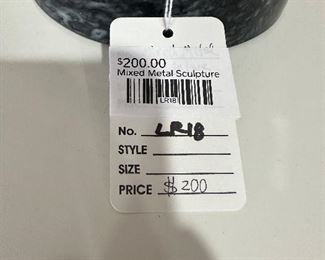 $200.00
Mixed Metal Sculpture
LR18
No. LR18
STYLE
SIZE
PRICE $200